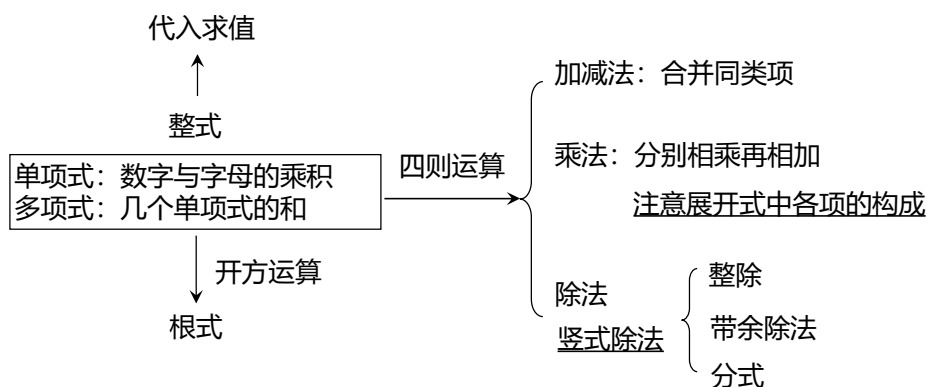 代入求值
整式
单项式：数字与字母的乘积
多项式：几个单项式的和
开方运算
根式
四则运算
加减法：合并同类项
乘法：分别相乘再相加
注意展开式中各项的构成
除法
竖式除法
整除
带余除法
分式